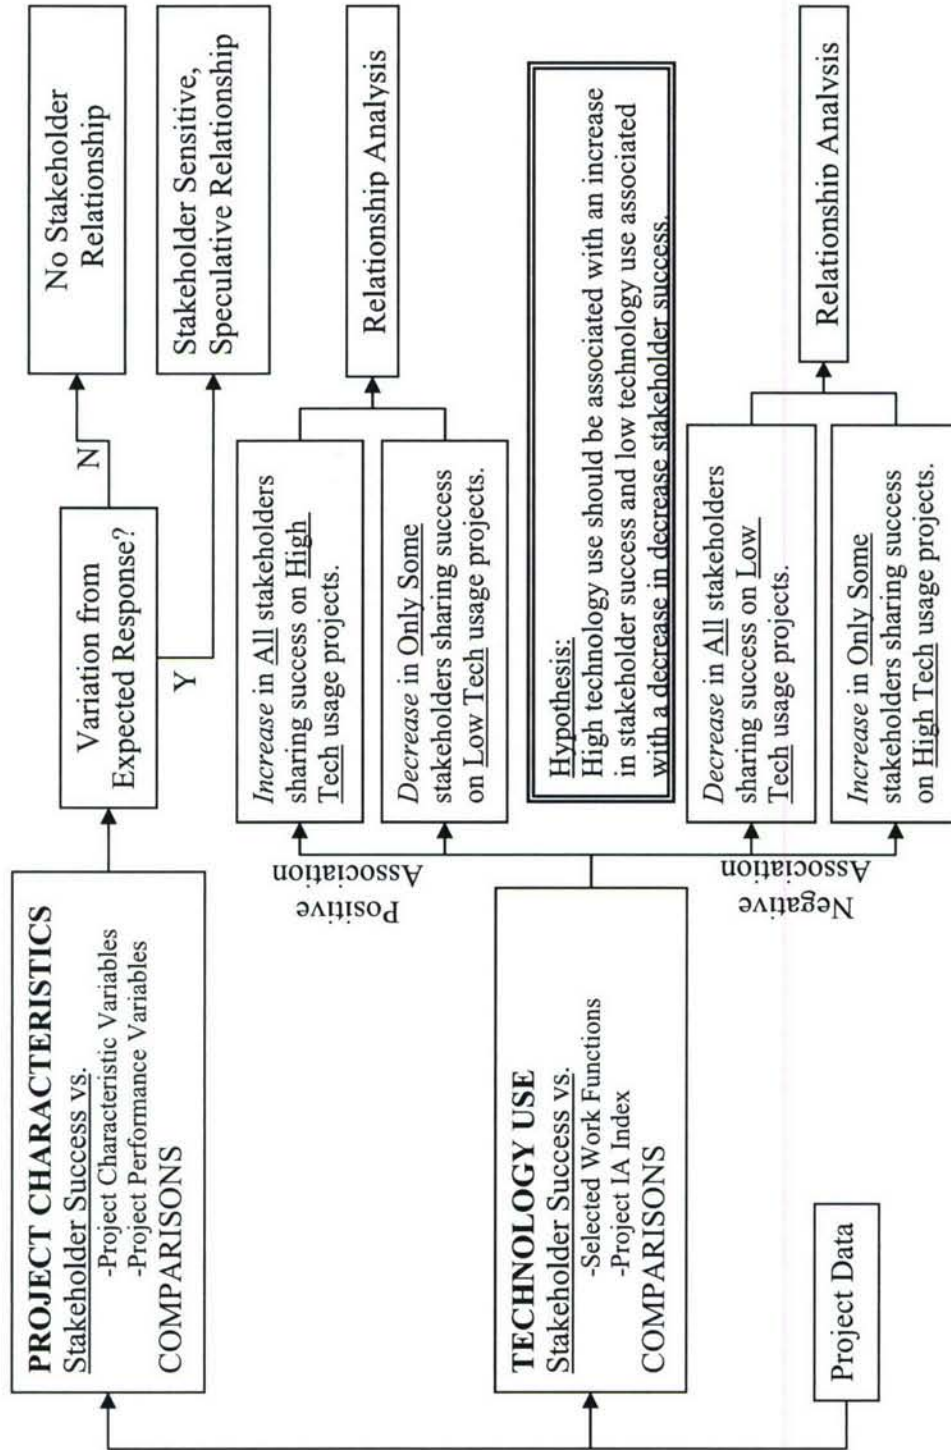 PROJECT CHARACTERISTICS
Stakeholder Success vs.
-Project Characteristic Variables
-Project Performance Variables
COMPARISONS
Variation from
Expected Response?
N
Y
No Stakeholder
Relationship
Stakeholder Sensitive,
Speculative Relationship
TECHNOLOGY USE
Stakeholder Success vs.
-Selected Work Functions
-Project IA Index
COMPARISONS
Positive
Association
Increase in All stakeholders
sharing success on High
Tech usage projects.
Decrease in Only Some
stakeholders sharing success
on Low Tech usage projects.
Relationship Analysis
Hypothesis:
High technology use should be associated with an increase
in stakeholder success and low technology use associated
with a decrease in decrease stakeholder success.
Negative
Association
Decrease in All stakeholders
sharing success on Low
Tech usage projects.
Increase in Only Some
stakeholders sharing success
on High Tech usage projects.
Relationship Analysis
Project Data